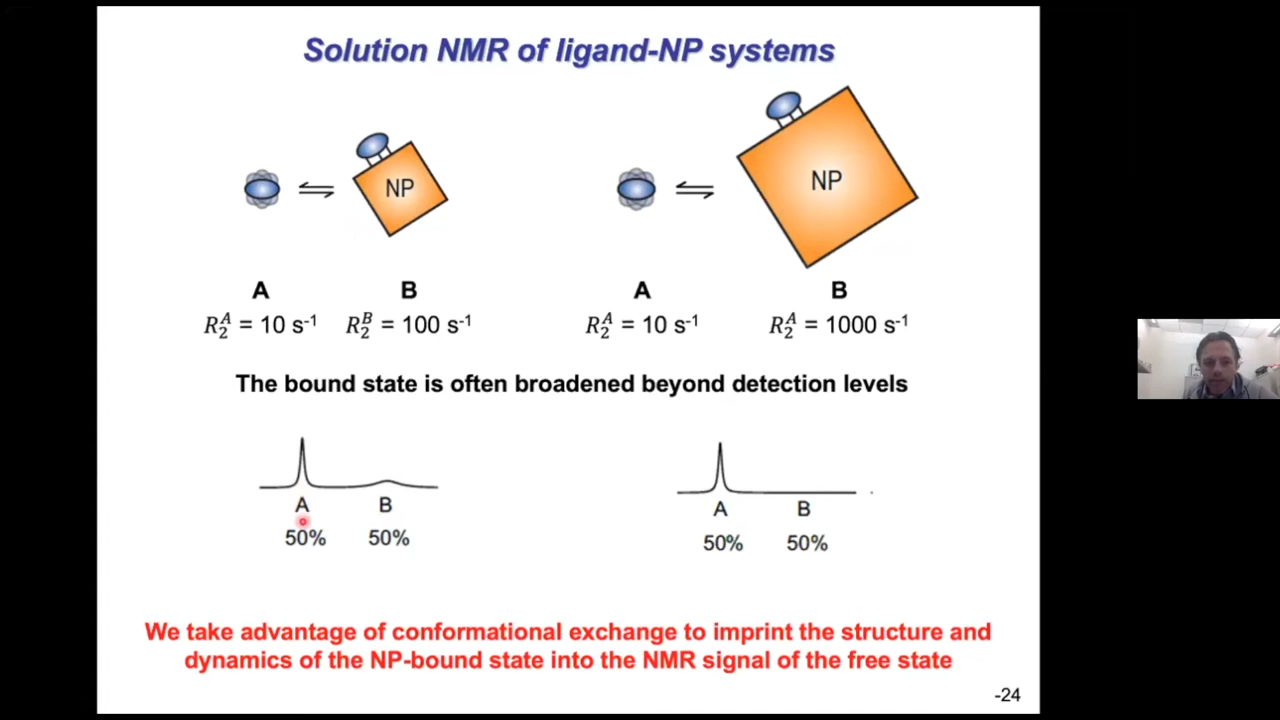 Solution NMR of ligand-NP systems
NP
NP
A B A B
R₂ᴬ = 10 s⁻¹ R₂ᴮ = 100 s⁻¹ R₂ᴬ = 10 s⁻¹ R₂ᴬ = 1000 s⁻¹
The bound state is often broadened beyond detection levels
A B A B
50% 50% 50% 50%
We take advantage of conformational exchange to imprint the structure and
dynamics of the NP-bound state into the NMR signal of the free state
-24